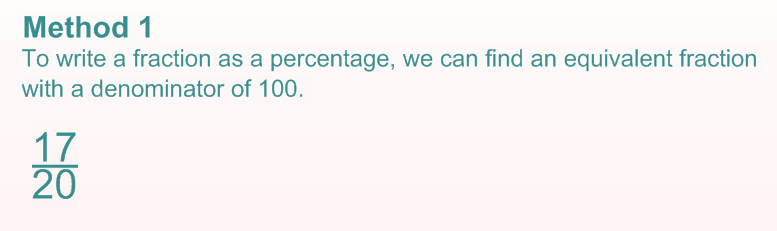 Method 1
To write a fraction as a percentage, we can find an equivalent fraction
with a denominator of 100.
17
20